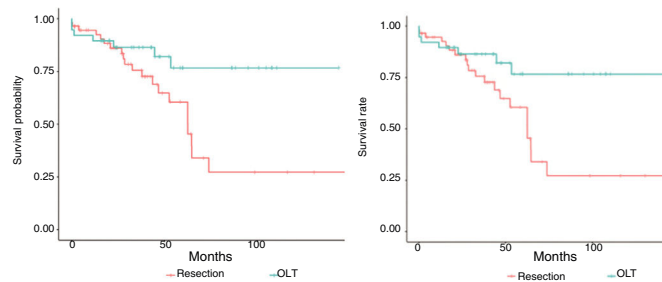 1.00
0.75
0.50
0.25
0.00
Survival probability
0 50 100
Months
Resection OLT
1.00
0.75
0.50
0.25
0.00
Survival rate
0 50 100
Months
Resection OLT